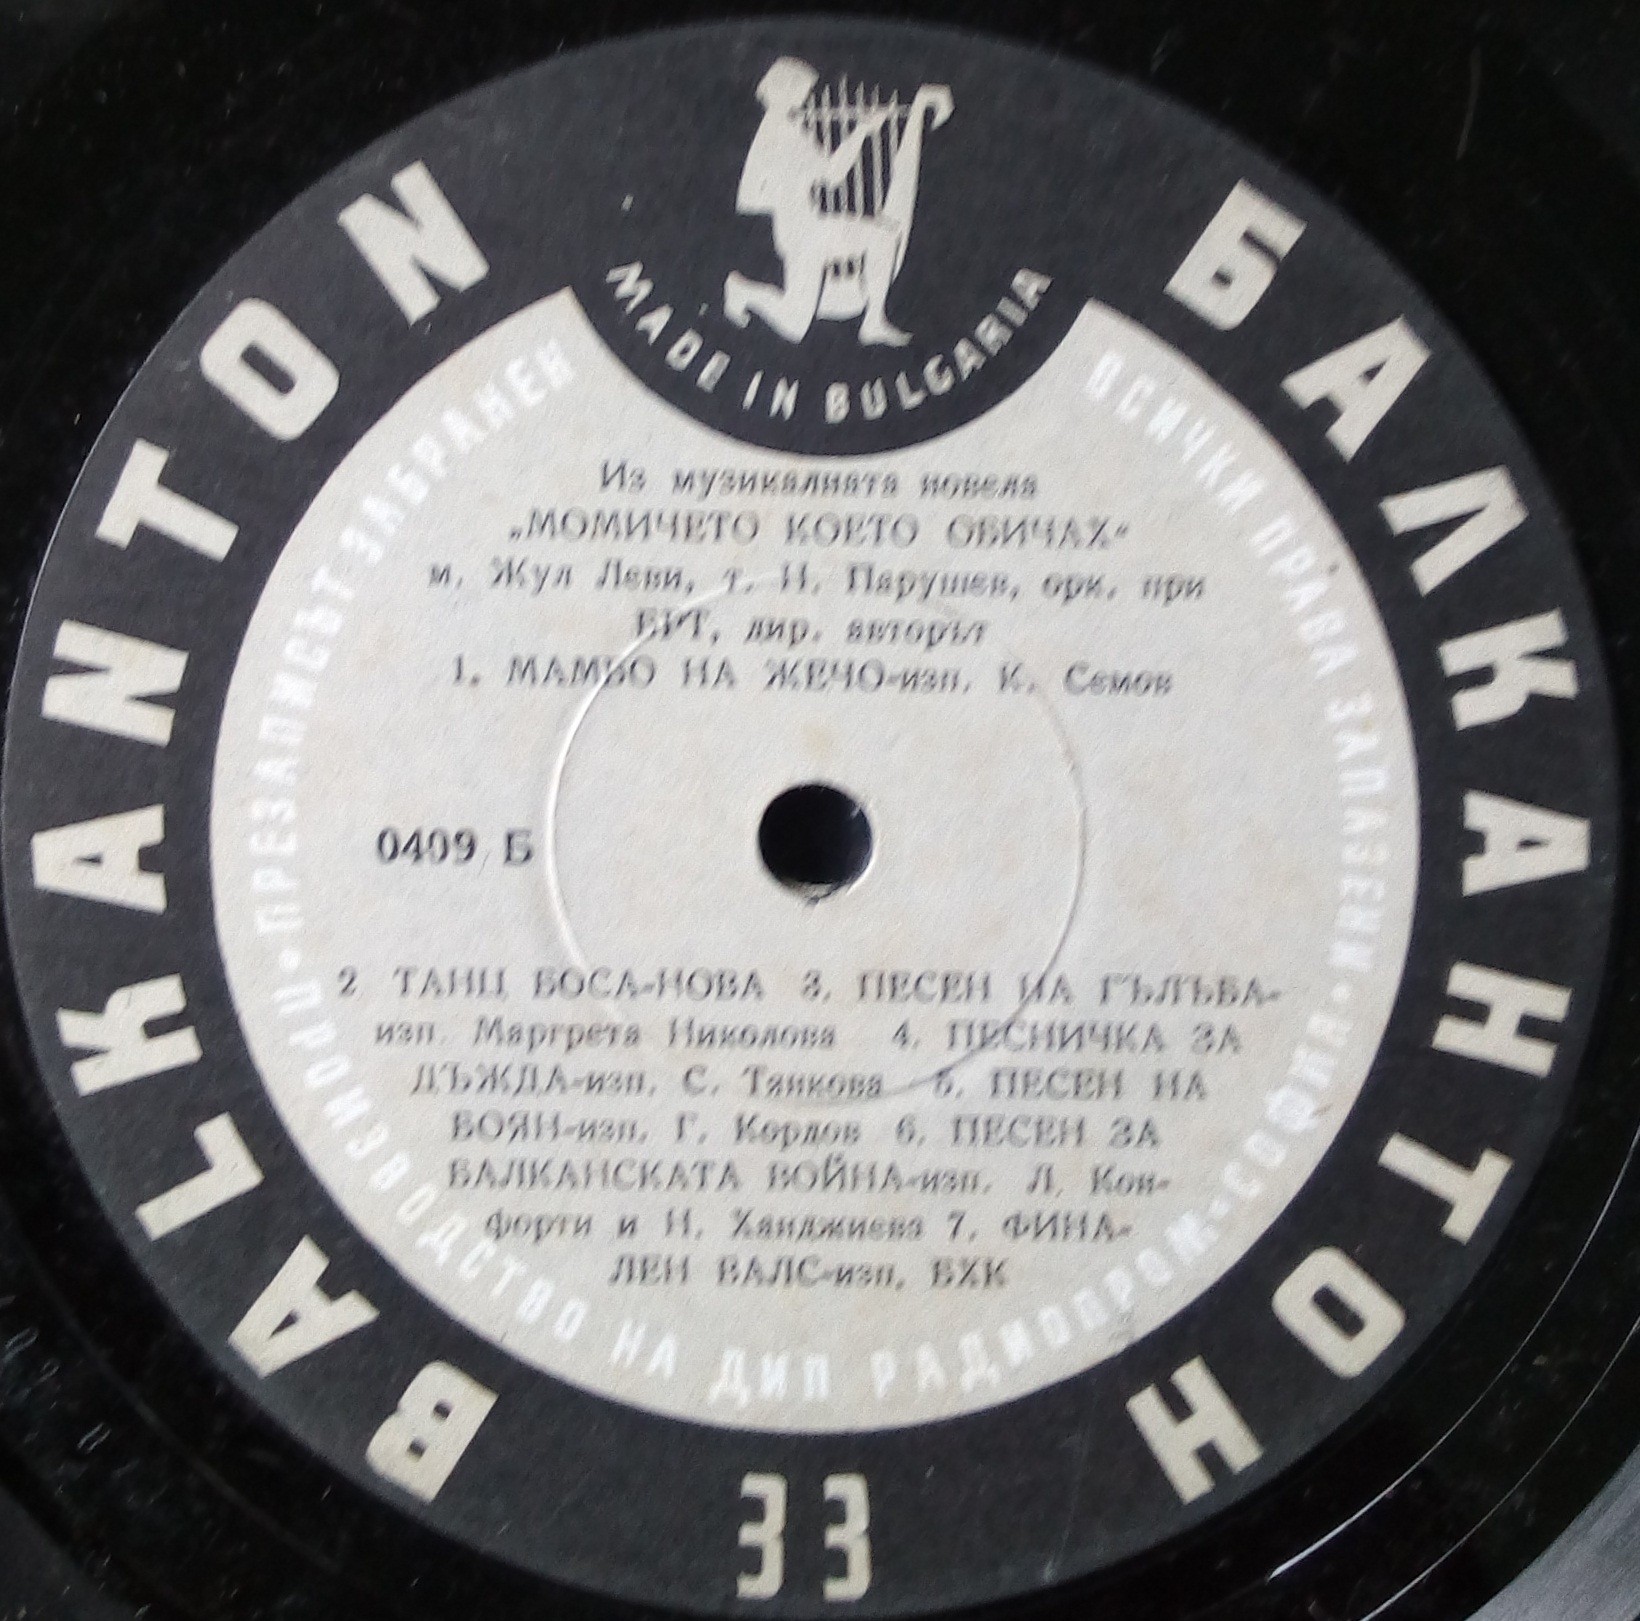 BALKANTON
БАЛКАНТОН
MADE IN BULGARIA
ВСИЧКИ ПРАВА ЗАПАЗЕНИ · СОФИЯ · ПРОИЗВОДСТВО НА ДИП РАДИОПРОМ · ПРЕЗАПИСЪТ ЗАБРАНЕН
Из музикалната новела
„МОМИЧЕТО КОЕТО ОБИЧАХ"
м. Жул Леви, т. Н. Парушев, орк. при
БРТ, дир. авторът
1. МАМБО НА ЖЕЧО-изп. К. Семов
0409 Б
2 ТАНЦ БОСА-НОВА 3. ПЕСЕН НА ГЪЛЪБА-
изп. Маргрета Николова 4. ПЕСНИЧКА ЗА
ДЪЖДА-изп. С. Тянкова 5. ПЕСЕН НА
БОЯН-изп. Г. Кордов 6. ПЕСЕН ЗА
БАЛКАНСКАТА ВОЙНА-изп. Л. Кон-
форти и Н. Ханджиева 7. ФИНА-
ЛЕН ВАЛС-изп. БХК
33